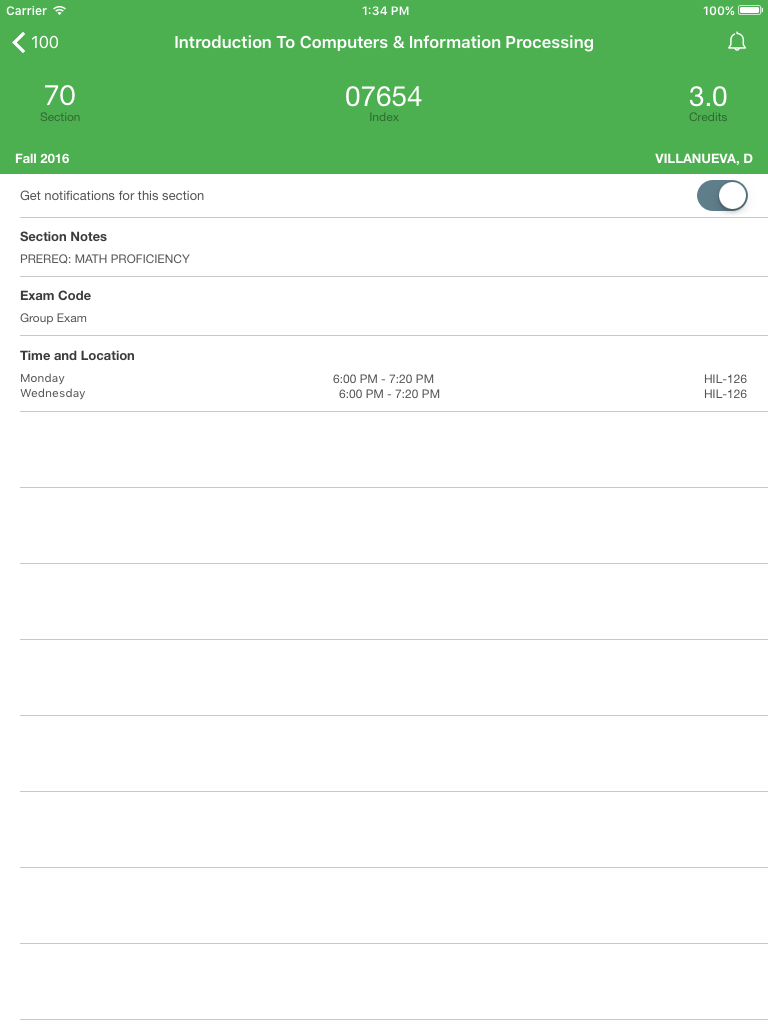 Carrier 1:34 PM 100%
100 Introduction To Computers & Information Processing
70 07654 3.0
Section Index Credits
Fall 2016 VILLANUEVA, D
Get notifications for this section
Section Notes
PREREQ: MATH PROFICIENCY
Exam Code
Group Exam
Time and Location
Monday 6:00 PM - 7:20 PM HIL-126
Wednesday 6:00 PM - 7:20 PM HIL-126